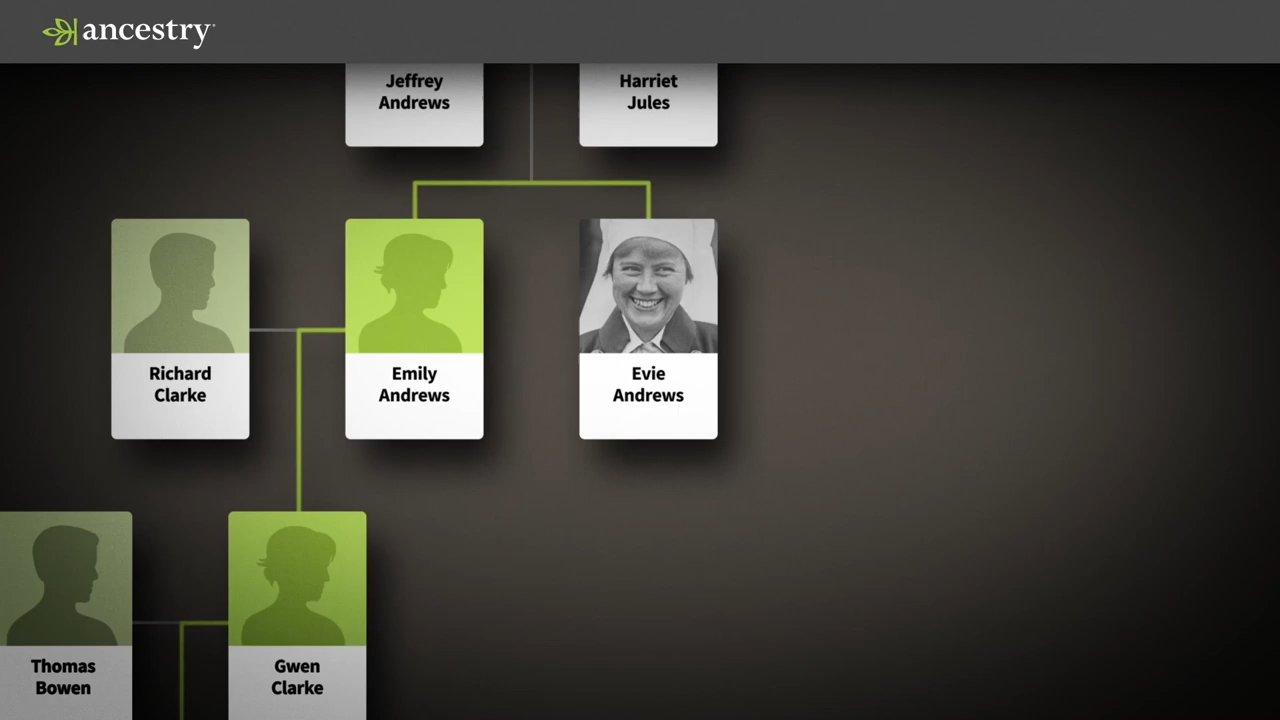 ancestry
Jeffrey
Andrews
Harriet
Jules
Richard
Clarke
Emily
Andrews
Evie
Andrews
Thomas
Bowen
Gwen
Clarke